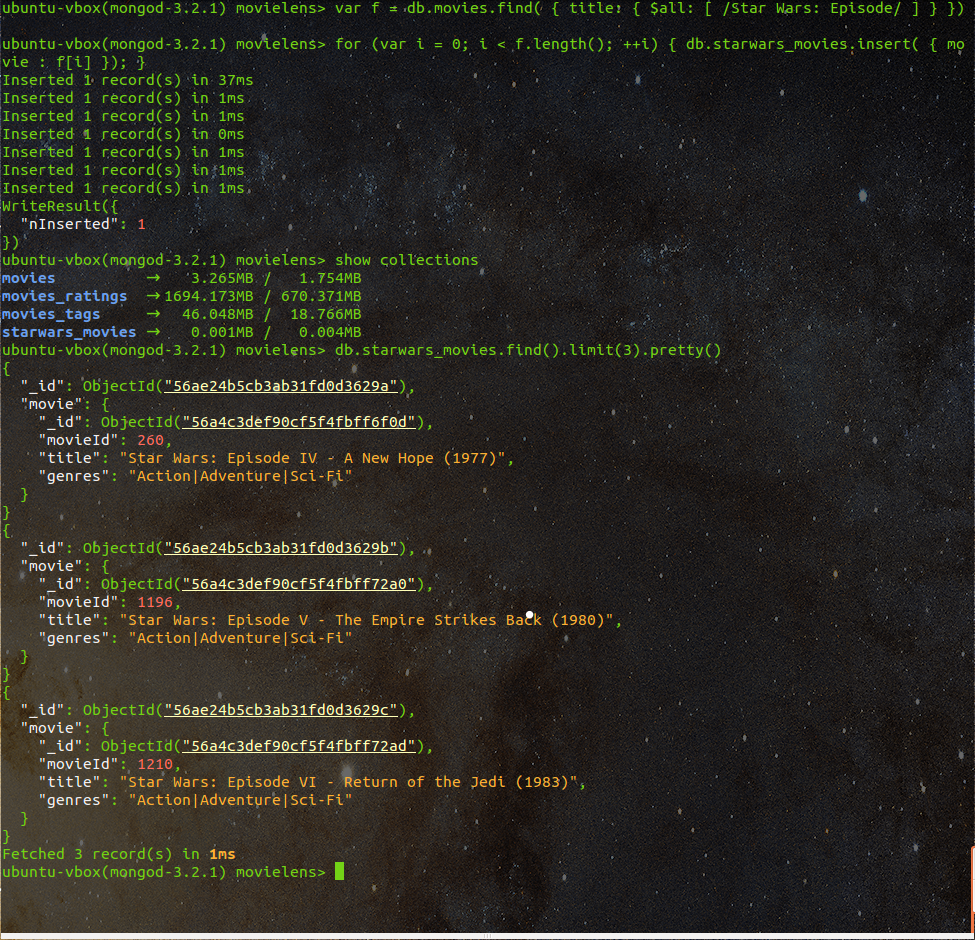 ubuntu-vbox(mongod-3.2.1) movielens> var f = db.movies.find( { title: { $all: [ /Star Wars: Episode/ ] } })
ubuntu-vbox(mongod-3.2.1) movielens> for (var i = 0; i < f.length(); ++i) { db.starwars_movies.insert( { mo
vie : f[i] }); }
Inserted 1 record(s) in 37ms
Inserted 1 record(s) in 1ms
Inserted 1 record(s) in 1ms
Inserted 1 record(s) in 0ms
Inserted 1 record(s) in 1ms
Inserted 1 record(s) in 1ms
Inserted 1 record(s) in 1ms
WriteResult({
  "nInserted": 1
})
ubuntu-vbox(mongod-3.2.1) movielens> show collections
movies          → 3.265MB / 1.754MB
movies_ratings  →1694.173MB / 670.371MB
movies_tags     → 46.048MB / 18.766MB
starwars_movies → 0.001MB / 0.004MB
ubuntu-vbox(mongod-3.2.1) movielens> db.starwars_movies.find().limit(3).pretty()
{
  "_id": ObjectId("56ae24b5cb3ab31fd0d3629a"),
  "movie": {
    "_id": ObjectId("56a4c3def90cf5f4fbff6f0d"),
    "movieId": 260,
    "title": "Star Wars: Episode IV - A New Hope (1977)",
    "genres": "Action|Adventure|Sci-Fi"
  }
}
{
  "_id": ObjectId("56ae24b5cb3ab31fd0d3629b"),
  "movie": {
    "_id": ObjectId("56a4c3def90cf5f4fbff72a0"),
    "movieId": 1196,
    "title": "Star Wars: Episode V - The Empire Strikes Back (1980)",
    "genres": "Action|Adventure|Sci-Fi"
  }
}
{
  "_id": ObjectId("56ae24b5cb3ab31fd0d3629c"),
  "movie": {
    "_id": ObjectId("56a4c3def90cf5f4fbff72ad"),
    "movieId": 1210,
    "title": "Star Wars: Episode VI - Return of the Jedi (1983)",
    "genres": "Action|Adventure|Sci-Fi"
  }
}
Fetched 3 record(s) in 1ms
ubuntu-vbox(mongod-3.2.1) movielens>